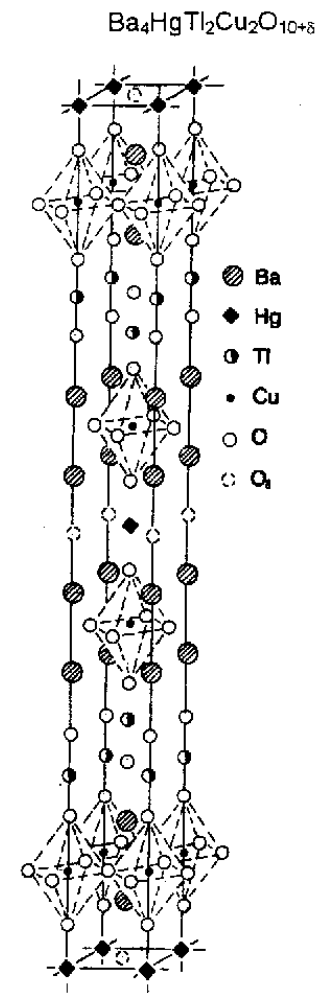 Ba₄HgTl₂Cu₂O₁₀₊δ
Ba
Hg
Tl
Cu
O
Oδ